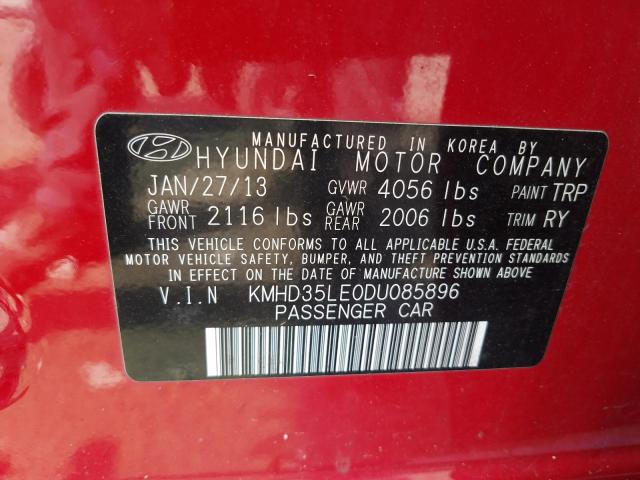 MANUFACTURED IN KOREA BY
HYUNDAI MOTOR COMPANY
JAN/27/13 GVWR 4056 lbs PAINT TRP
GAWR FRONT 2116 lbs GAWR REAR 2006 lbs TRIM RY
THIS VEHICLE CONFORMS TO ALL APPLICABLE U.S.A. FEDERAL
MOTOR VEHICLE SAFETY, BUMPER, AND THEFT PREVENTION STANDARDS
IN EFFECT ON THE DATE OF MANUFACTURE SHOWN ABOVE
V.I.N KMHD35LE0DU085896
PASSENGER CAR